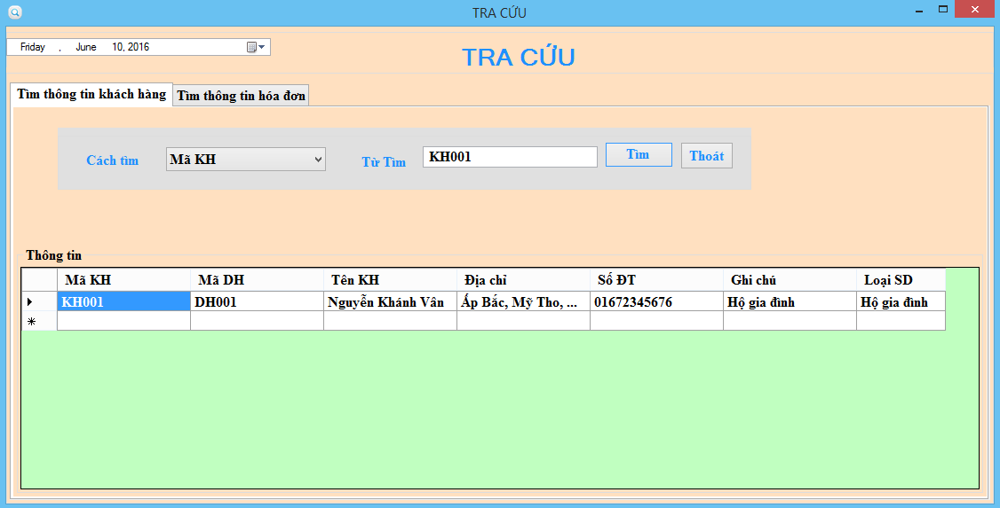 TRA CỨU
Friday , June 10, 2016
TRA CỨU
Tìm thông tin khách hàng Tìm thông tin hóa đơn
Cách tìm Mã KH Từ Tìm KH001 Tìm Thoát
Thông tin
Mã KH Mã DH Tên KH Địa chỉ Số ĐT Ghi chú Loại SD
KH001 DH001 Nguyễn Khánh Vân Ấp Bắc, Mỹ Tho, ... 01672345676 Hộ gia đình Hộ gia đình